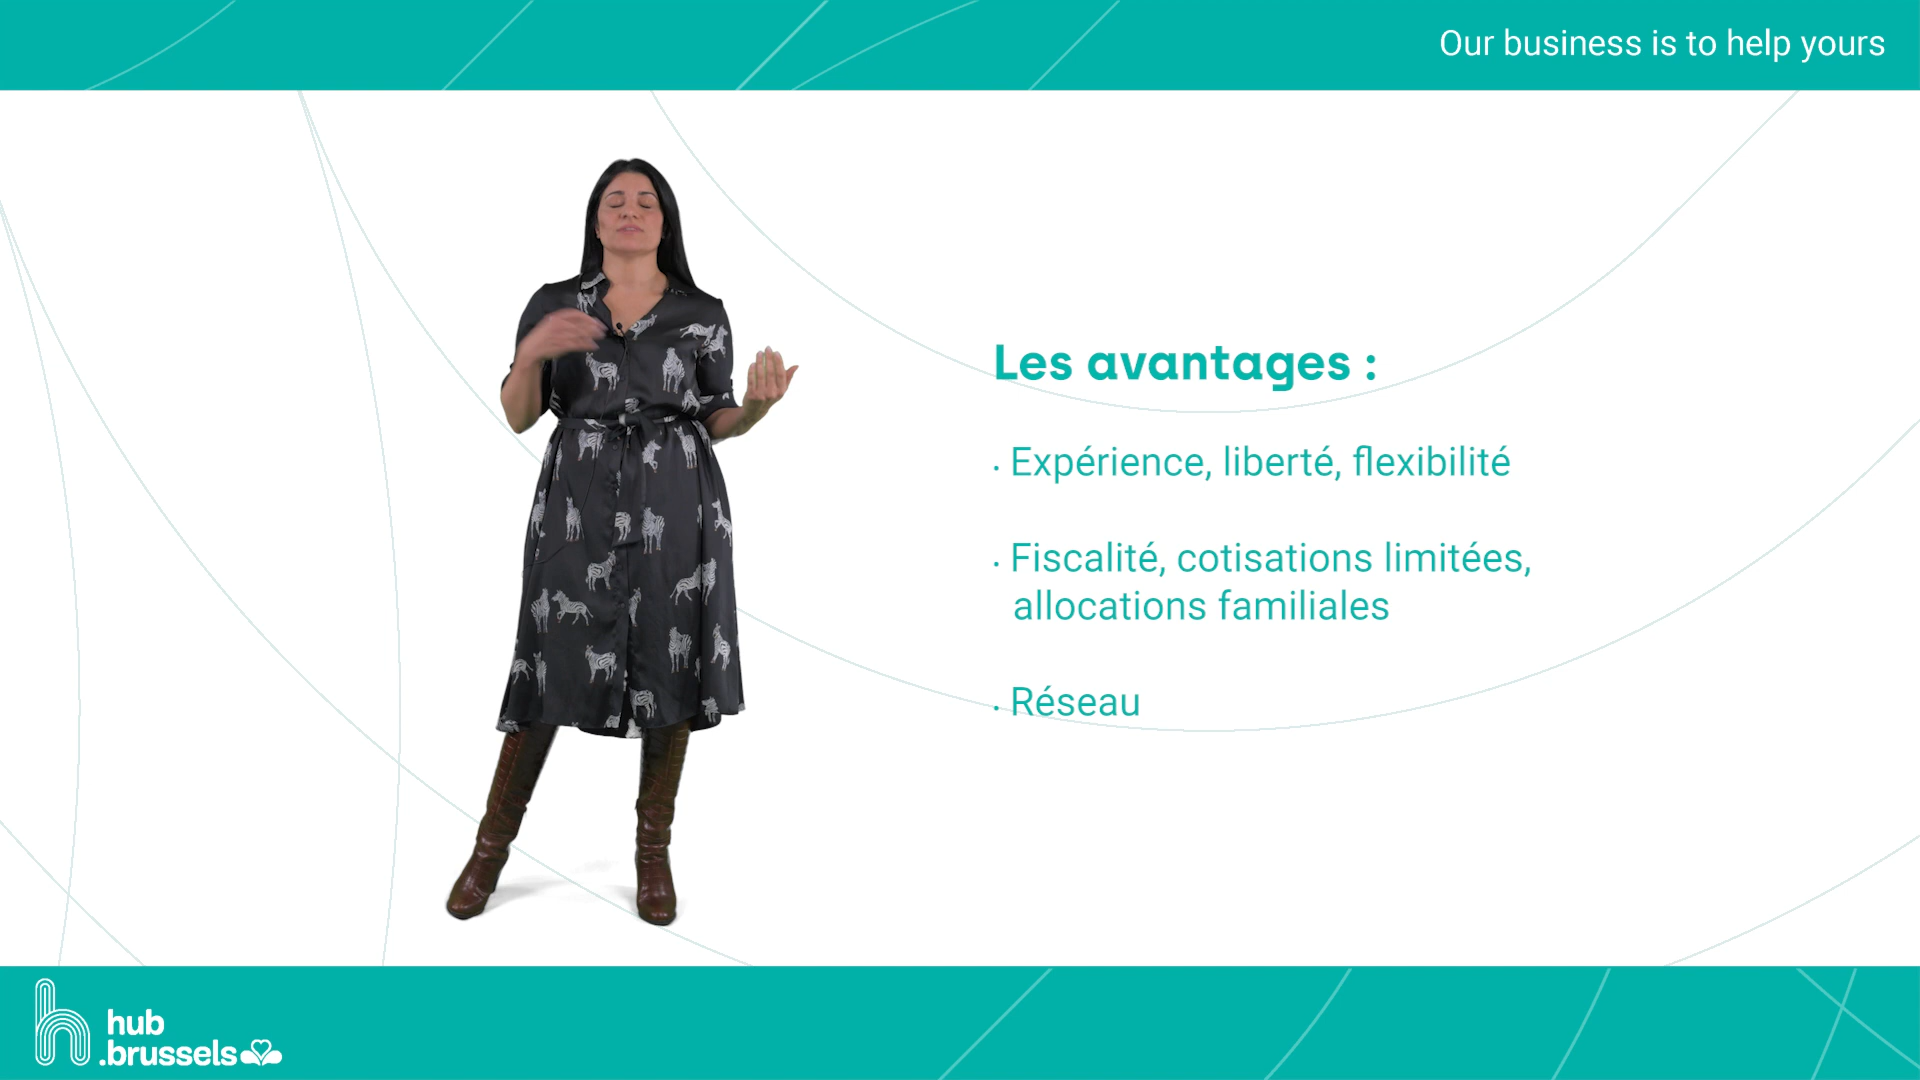 Our business is to help yours
Les avantages :
· Expérience, liberté, flexibilité
· Fiscalité, cotisations limitées,
allocations familiales
· Réseau
hub
.brussels